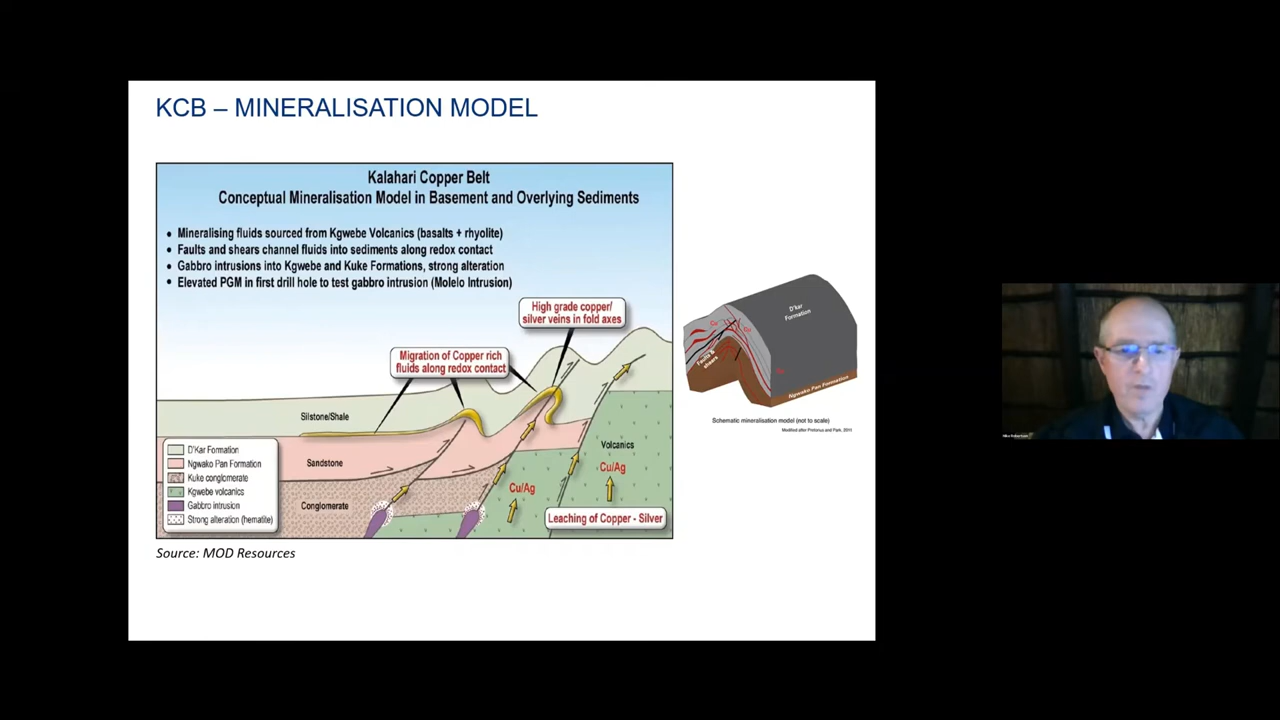 KCB – MINERALISATION MODEL
Kalahari Copper Belt
Conceptual Mineralisation Model in Basement and Overlying Sediments
• Mineralising fluids sourced from Kgwebe Volcanics (basalts + rhyolite)
• Faults and shears channel fluids into sediments along redox contact
• Gabbro intrusions into Kgwebe and Kuke Formations, strong alteration
• Elevated PGM in first drill hole to test gabbro intrusion (Molelo Intrusion)
High grade copper/
silver veins in fold axes
Migration of Copper rich
fluids along redox contact
Siltstone/Shale
Sandstone
Conglomerate
Volcanics
Cu/Ag
Cu/Ag
Leaching of Copper - Silver
D'Kar Formation
Ngwako Pan Formation
Kuke conglomerate
Kgwebe volcanics
Gabbro intrusion
Strong alteration (hematite)
Source: MOD Resources
D'kar
Formation
Faults &
shears
Ngwako Pan Formation
Schematic mineralisation model (not to scale)